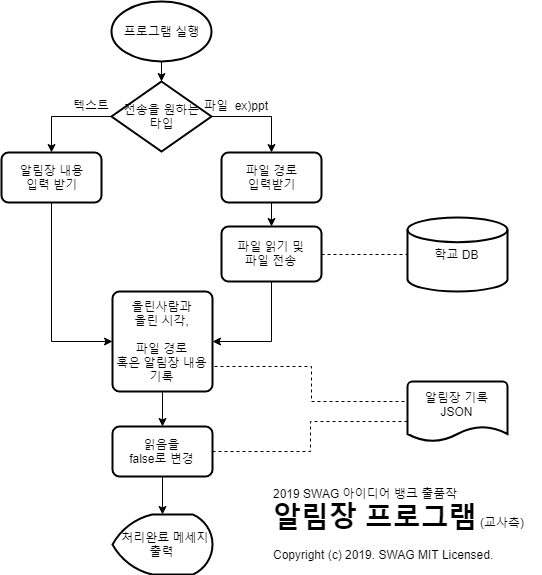 프로그램 실행
텍스트
전송을 원하는
타입
파일 ex)ppt
알림장 내용
입력 받기
파일 경로
입력받기
파일 읽기 및
파일 전송
학교 DB
올린사람과
올린 시각,
파일 경로
혹은 알림장 내용
기록
알림장 기록
JSON
읽음을
false로 변경
처리완료 메세지
출력
2019 SWAG 아이디어 뱅크 출품작
알림장 프로그램 (교사측)
Copyright (c) 2019. SWAG MIT Licensed.